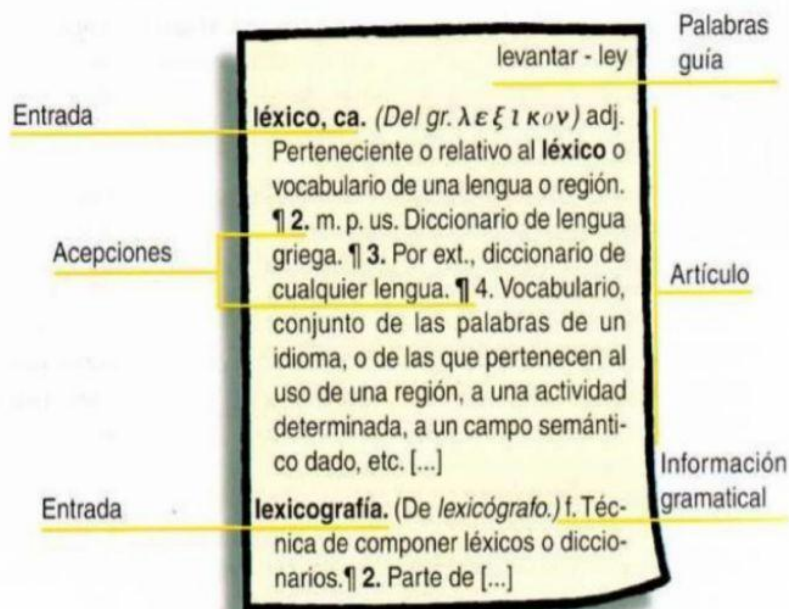 Palabras
guía
levantar - ley
Entrada
léxico, ca. (Del gr. λεξικον) adj.
Perteneciente o relativo al léxico o
vocabulario de una lengua o región.
¶ 2. m. p. us. Diccionario de lengua
Acepciones
griega. ¶ 3. Por ext., diccionario de
cualquier lengua. ¶ 4. Vocabulario,
Artículo
conjunto de las palabras de un
idioma, o de las que pertenecen al
uso de una región, a una actividad
determinada, a un campo semánti-
co dado, etc. [...]
Información
gramatical
Entrada
lexicografía. (De lexicógrafo.) f. Téc-
nica de componer léxicos o diccio-
narios.¶ 2. Parte de [...]